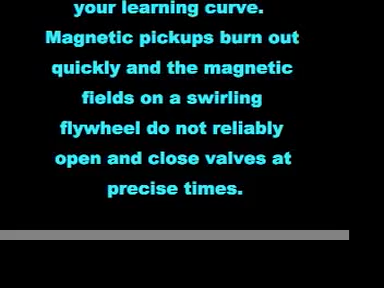 your learning curve.
Magnetic pickups burn out
quickly and the magnetic
fields on a swirling
flywheel do not reliably
open and close valves at
precise times.